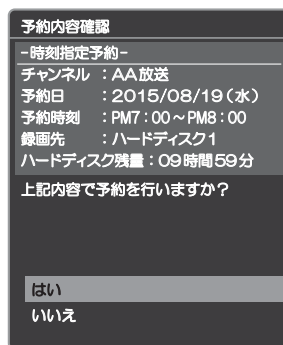 予約内容確認
-時刻指定予約-
チャンネル ：AA放送
予約日 ：2015/08/19（水）
予約時刻 ：PM7：00～PM8：00
録画先 ：ハードディスク1
ハードディスク残量：09時間59分
上記内容で予約を行いますか？
はい
いいえ